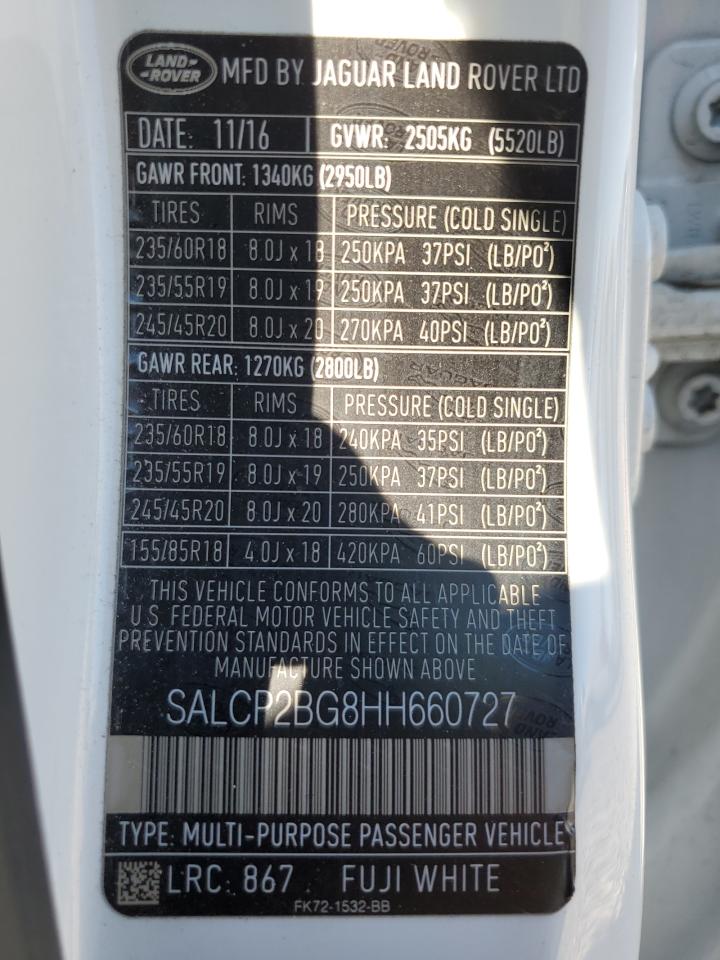 LAND-ROVER MFD BY JAGUAR LAND ROVER LTD
DATE: 11/16 GVWR: 2505KG (5520LB)
GAWR FRONT: 1340KG (2950LB)
TIRES RIMS PRESSURE (COLD SINGLE)
235/60R18 8.0J x 18 250KPA 37PSI (LB/PO²)
235/55R19 8.0J x 19 250KPA 37PSI (LB/PO²)
245/45R20 8.0J x 20 270KPA 40PSI (LB/PO²)
GAWR REAR: 1270KG (2800LB)
TIRES RIMS PRESSURE (COLD SINGLE)
235/60R18 8.0J x 18 240KPA 35PSI (LB/PO²)
235/55R19 8.0J x 19 250KPA 37PSI (LB/PO²)
245/45R20 8.0J x 20 280KPA 41PSI (LB/PO²)
155/85R18 4.0J x 18 420KPA 60PSI (LB/PO²)
THIS VEHICLE CONFORMS TO ALL APPLICABLE
U.S. FEDERAL MOTOR VEHICLE SAFETY AND THEFT
PREVENTION STANDARDS IN EFFECT ON THE DATE OF
MANUFACTURE SHOWN ABOVE
SALCP2BG8HH660727
TYPE: MULTI-PURPOSE PASSENGER VEHICLE
LRC: 867 FUJI WHITE
FK72-1532-BB